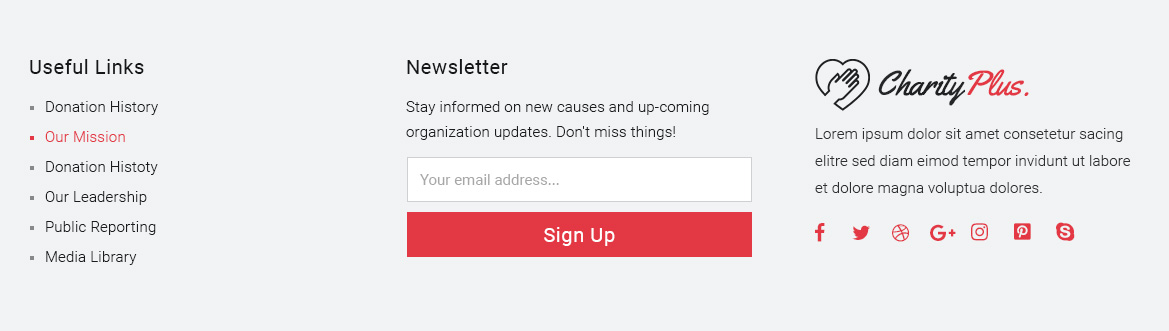 Useful Links
Donation History
Our Mission
Donation Histoty
Our Leadership
Public Reporting
Media Library
Newsletter
Stay informed on new causes and up-coming
organization updates. Don't miss things!
Your email address...
Sign Up
Charity Plus.
Lorem ipsum dolor sit amet consetetur sacing
elitre sed diam eimod tempor invidunt ut labore
et dolore magna voluptua dolores.